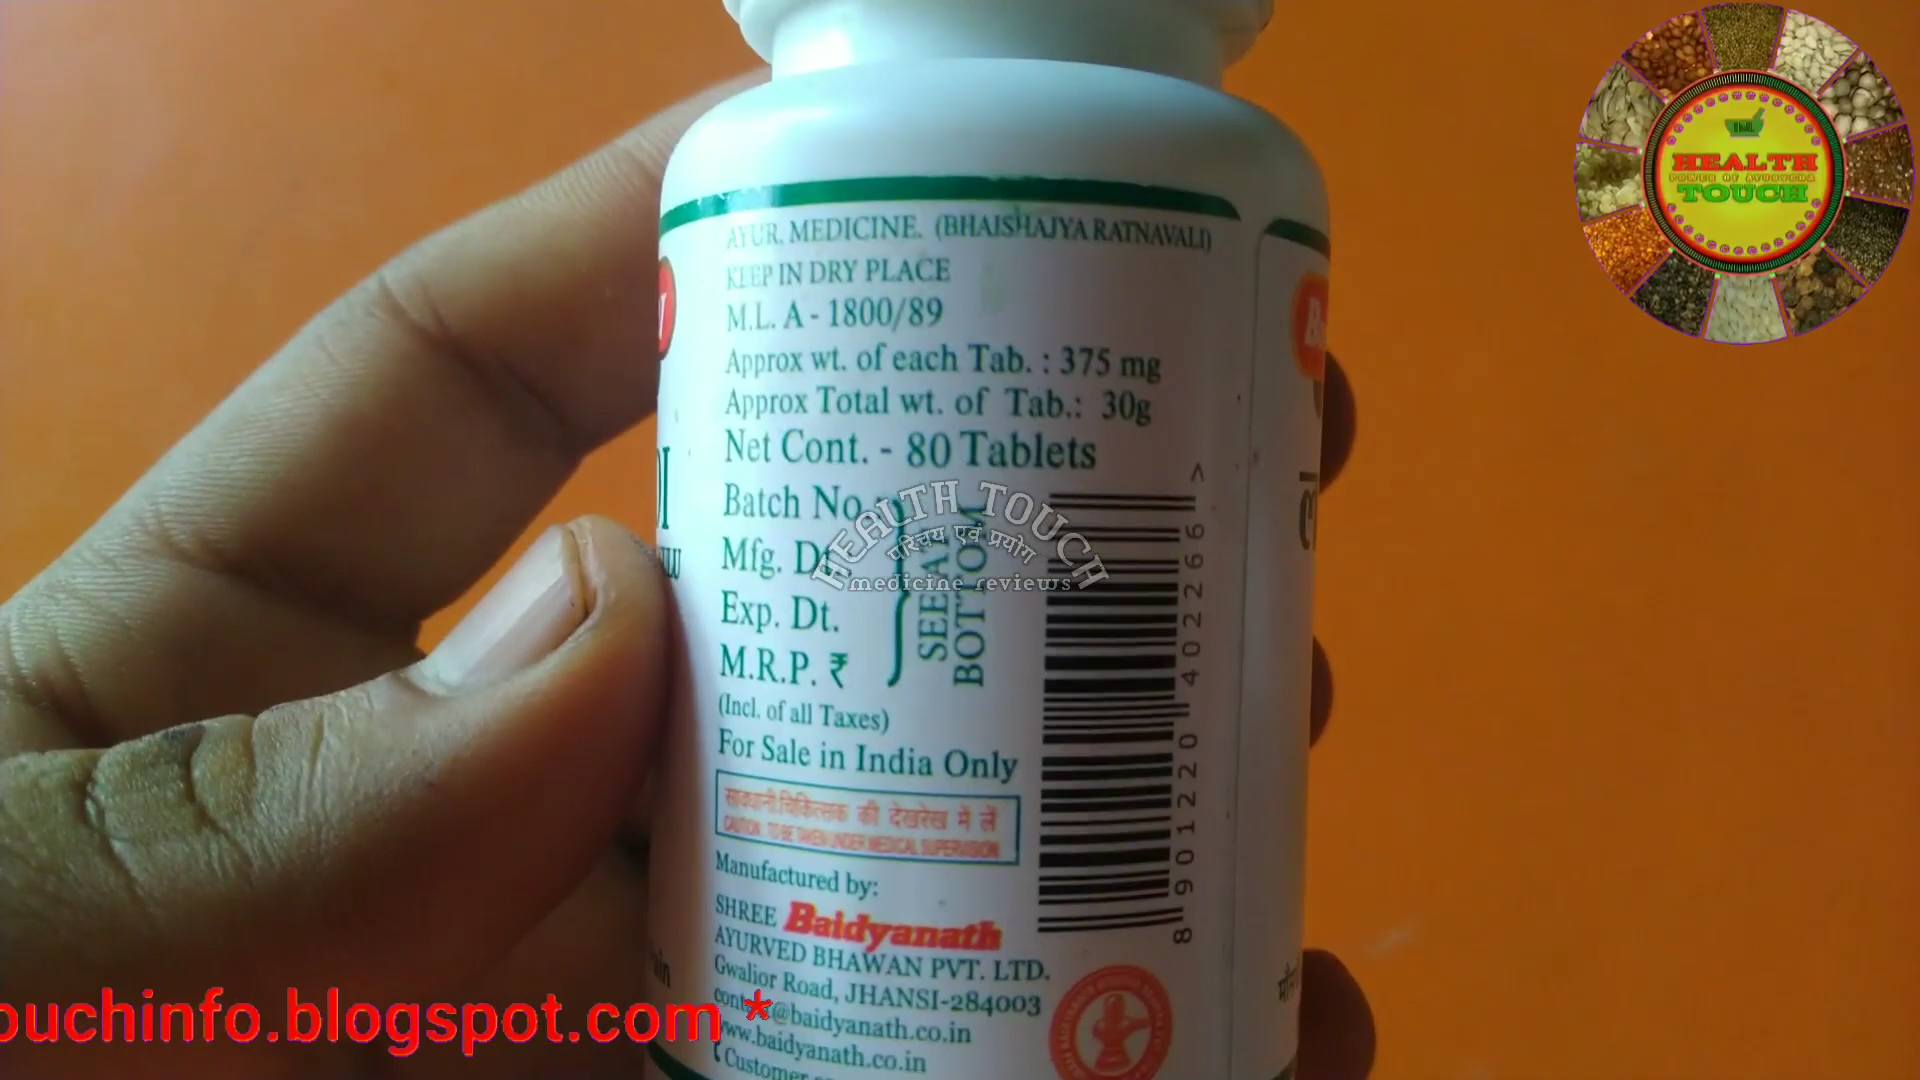 AYUR. MEDICINE. (BHAISHAJYA RATNAVALI)
KEEP IN DRY PLACE
M.L. A - 1800/89
Approx wt. of each Tab. : 375 mg
Approx Total wt. of Tab.: 30g
Net Cont. - 80 Tablets
Batch No.
Mfg. Dt.
Exp. Dt.
M.R.P. ₹
SEE AT
BOTTOM
(Incl. of all Taxes)
For Sale in India Only
सावधानी चिकित्सक की देखरेख में लें
CAUTION TO BE TAKEN UNDER MEDICAL SUPERVISION
Manufactured by:
SHREE Baidyanath
AYURVED BHAWAN PVT. LTD.
Gwalior Road, JHANSI-284003
@baidyanath.co.in
www.baidyanath.co.in
Customer
8 901220 402266 >
HEALTH TOUCH
परिचय एवं प्रयोग
medicine reviews
HEALTH
POWER OF AYURVEDA
TOUCH
ouchinfo.blogspot.com *